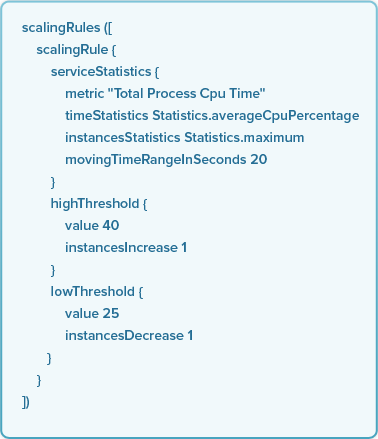 scalingRules ([
scalingRule {
serviceStatistics {
metric "Total Process Cpu Time"
timeStatistics Statistics.averageCpuPercentage
instancesStatistics Statistics.maximum
movingTimeRangeInSeconds 20
}
highThreshold {
value 40
instancesIncrease 1
}
lowThreshold {
value 25
instancesDecrease 1
}
}
])